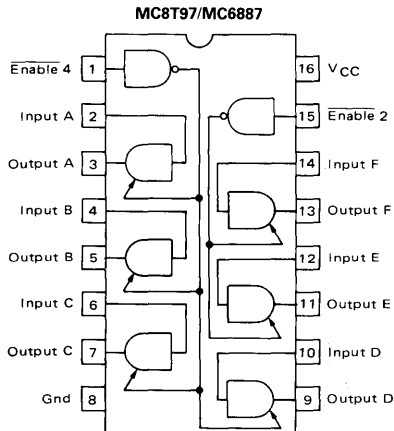 MC8T97/MC6887
Enable 4 1
16 VCC
Input A 2
15 Enable 2
Output A 3
14 Input F
Input B 4
13 Output F
Output B 5
12 Input E
Input C 6
11 Output E
Output C 7
10 Input D
Gnd 8
9 Output D